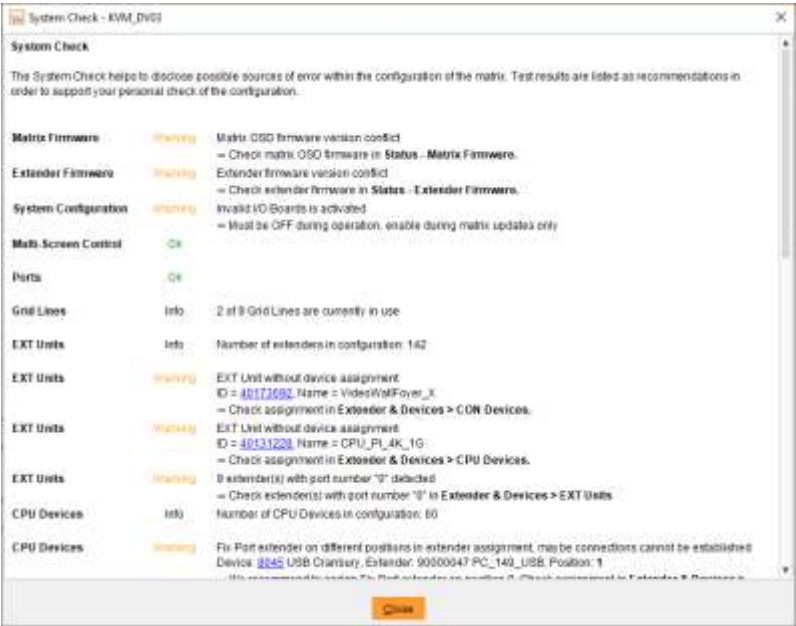 System Check - KVM_DV03
System Check
The System Check helps to disclose possible sources of error within the configuration of the matrix. Test results are listed as recommendations in
order to support your personal check of the configuration.
Matrix Firmware Warning Matrix OSD firmware version conflict
— Check matrix OSD firmware in Status - Matrix Firmware.
Extender Firmware Warning Extender firmware version conflict
— Check extender firmware in Status - Extender Firmware.
System Configuration Warning Invalid I/O Boards is activated
— Must be OFF during operation, enable during matrix updates only
Multi-Screen Control OK
Ports OK
Grid Lines Info 2 of 9 Grid Lines are currently in use
EXT Units Info Number of extenders in configuration: 142
EXT Units Warning EXT Unit without device assignment
ID = 40173692, Name = VideoWallFoyer_X
— Check assignment in Extender & Devices > CON Devices.
EXT Units Warning EXT Unit without device assignment
ID = 40131228, Name = CPU_PI_4K_1G
— Check assignment in Extender & Devices > CPU Devices.
EXT Units Warning extender(s) with port number "0" detected
— Check extender(s) with port number "0" in Extender & Devices > EXT Units
CPU Devices Info Number of CPU Devices in configuration: 60
CPU Devices Warning Fix Port extender on different positions in extender assignment, may be connections cannot be established
Device: 8045 USB Cranbury, Extender: 90000047 PC_149_USB, Position: 1
Close